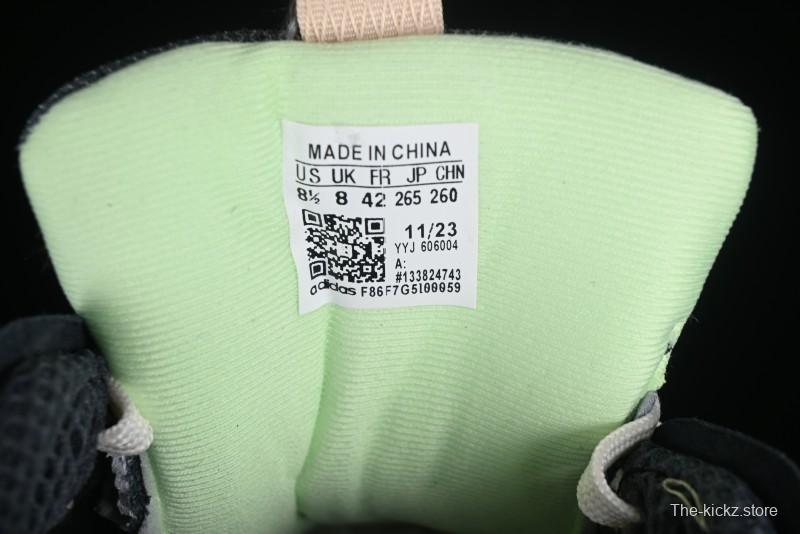 MADE IN CHINA
US UK FR JP CHN
8½ 8 42 265 260
11/23
YYJ 606004
A:
#133824743
adidas F86F7G5100059
The-kickz.store